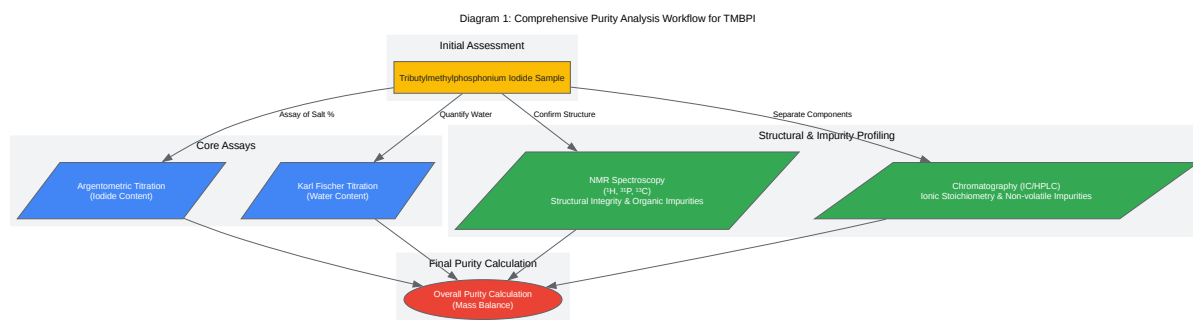 Diagram 1: Comprehensive Purity Analysis Workflow for TMBPI
Initial Assessment
Tributylmethylphosphonium Iodide Sample
Assay of Salt %
Quantify Water
Confirm Structure
Separate Components
Core Assays
Structural & Impurity Profiling
Argentometric Titration
(Iodide Content)
Karl Fischer Titration
(Water Content)
NMR Spectroscopy
(¹H, ³¹P, ¹³C)
Structural Integrity & Organic Impurities
Chromatography (IC/HPLC)
Ionic Stoichiometry & Non-volatile Impurities
Final Purity Calculation
Overall Purity Calculation
(Mass Balance)